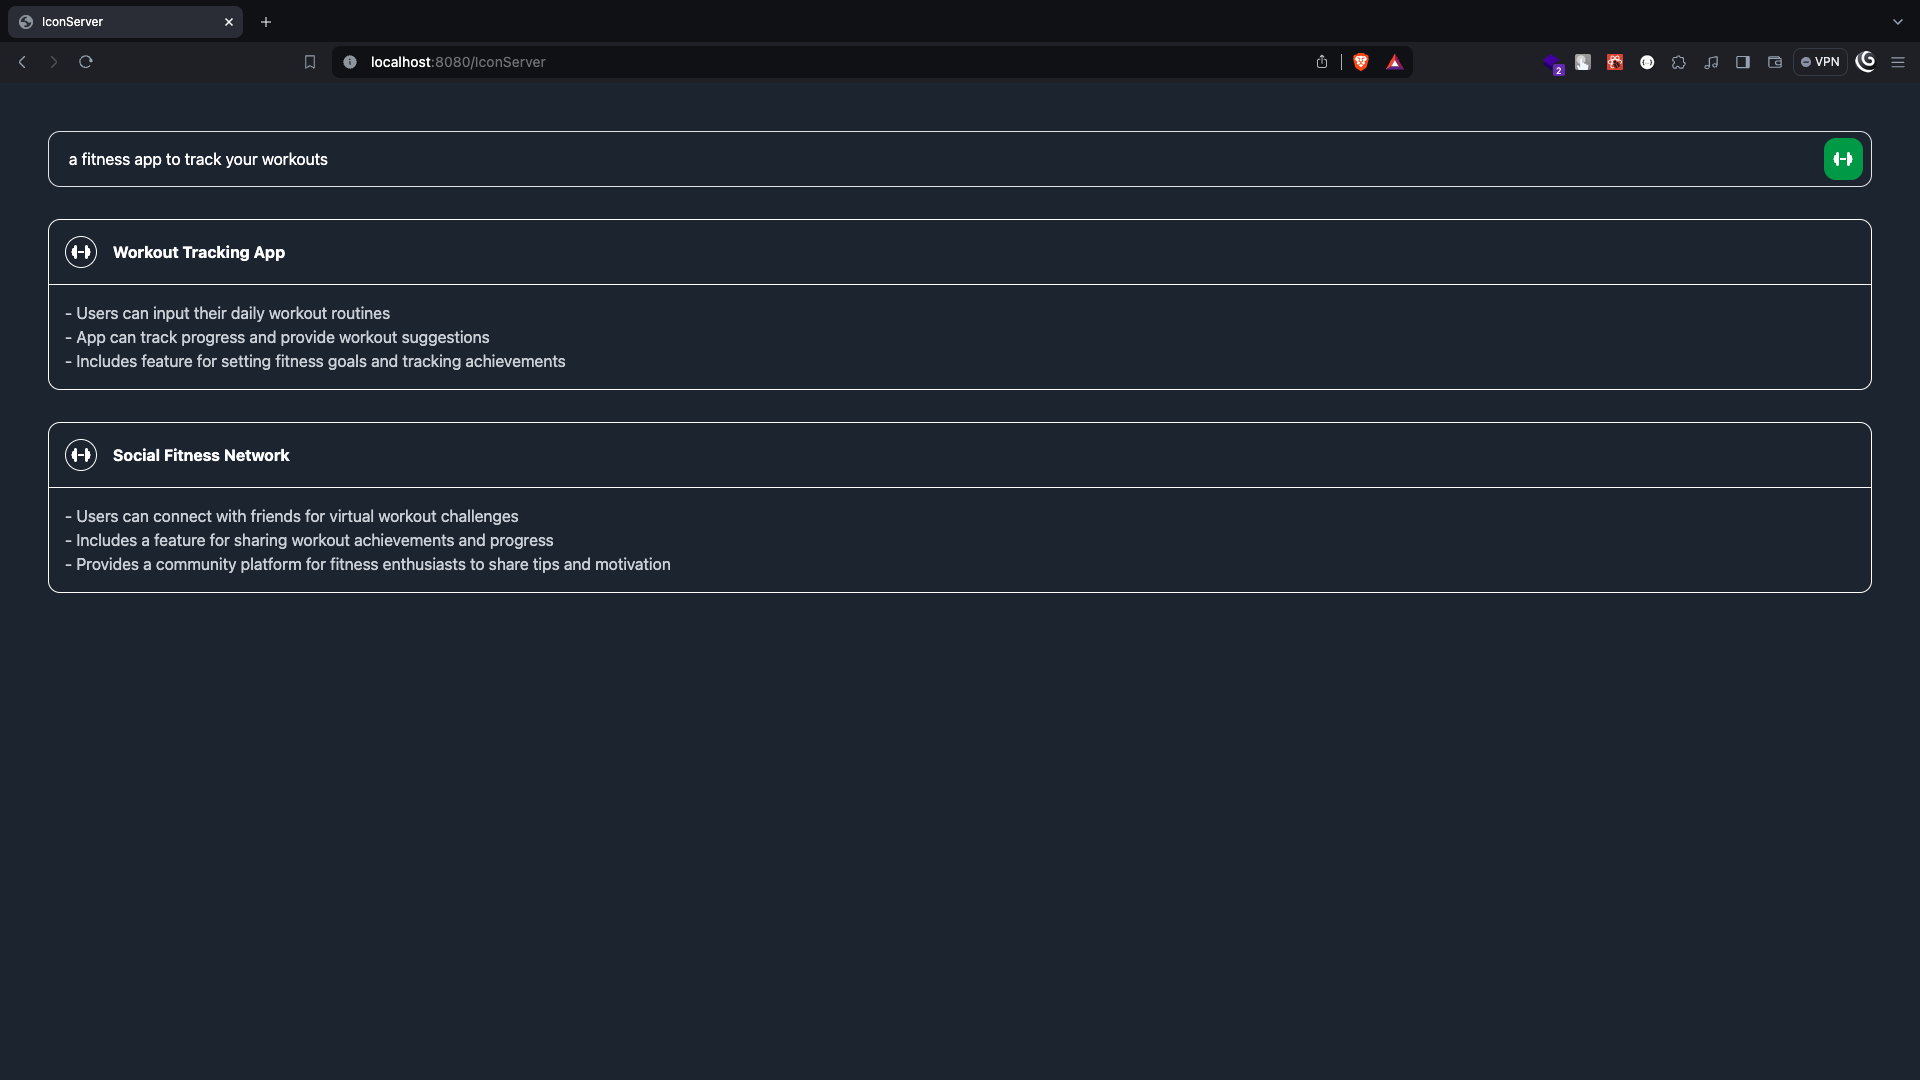 IconServer
localhost:8080/IconServer
2
VPN
a fitness app to track your workouts
Workout Tracking App
- Users can input their daily workout routines
- App can track progress and provide workout suggestions
- Includes feature for setting fitness goals and tracking achievements
Social Fitness Network
- Users can connect with friends for virtual workout challenges
- Includes a feature for sharing workout achievements and progress
- Provides a community platform for fitness enthusiasts to share tips and motivation